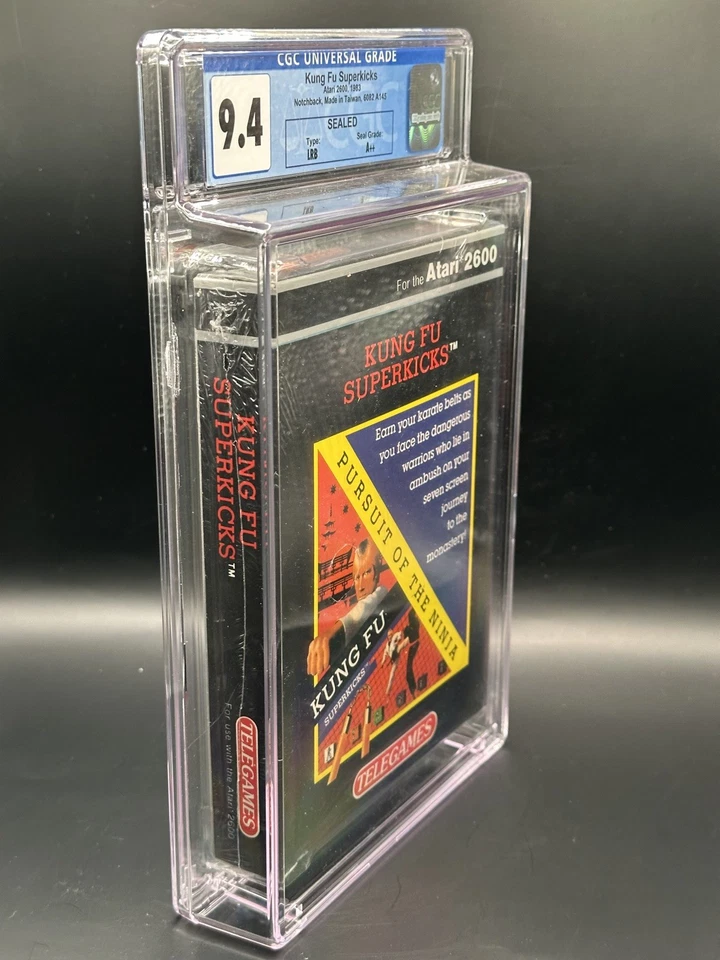 CGC UNIVERSAL GRADE
9.4
Kung Fu Superkicks
Atari 2600, 1983
Notchback, Made in Taiwan, 6082 A145
SEALED
Type:
LRB
Seal Grade:
A++
For the Atari 2600
KUNG FU
SUPERKICKS™
Earn your karate belts as
you face the dangerous
warriors who lie in
ambush on your
seven screen
journey
to the
monastery!
PURSUIT OF THE NINJA
KUNG FU
SUPERKICKS™
TELEGAMES
KUNG FU
SUPERKICKS™
TELEGAMES
For use with the Atari 2600